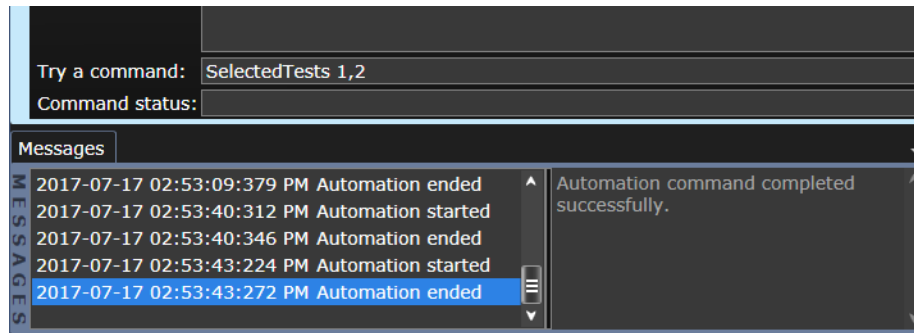 Try a command: SelectedTests 1,2
Command status:
Messages
MESSAGES
2017-07-17 02:53:09:379 PM Automation ended
2017-07-17 02:53:40:312 PM Automation started
2017-07-17 02:53:40:346 PM Automation ended
2017-07-17 02:53:43:224 PM Automation started
2017-07-17 02:53:43:272 PM Automation ended
Automation command completed
successfully.